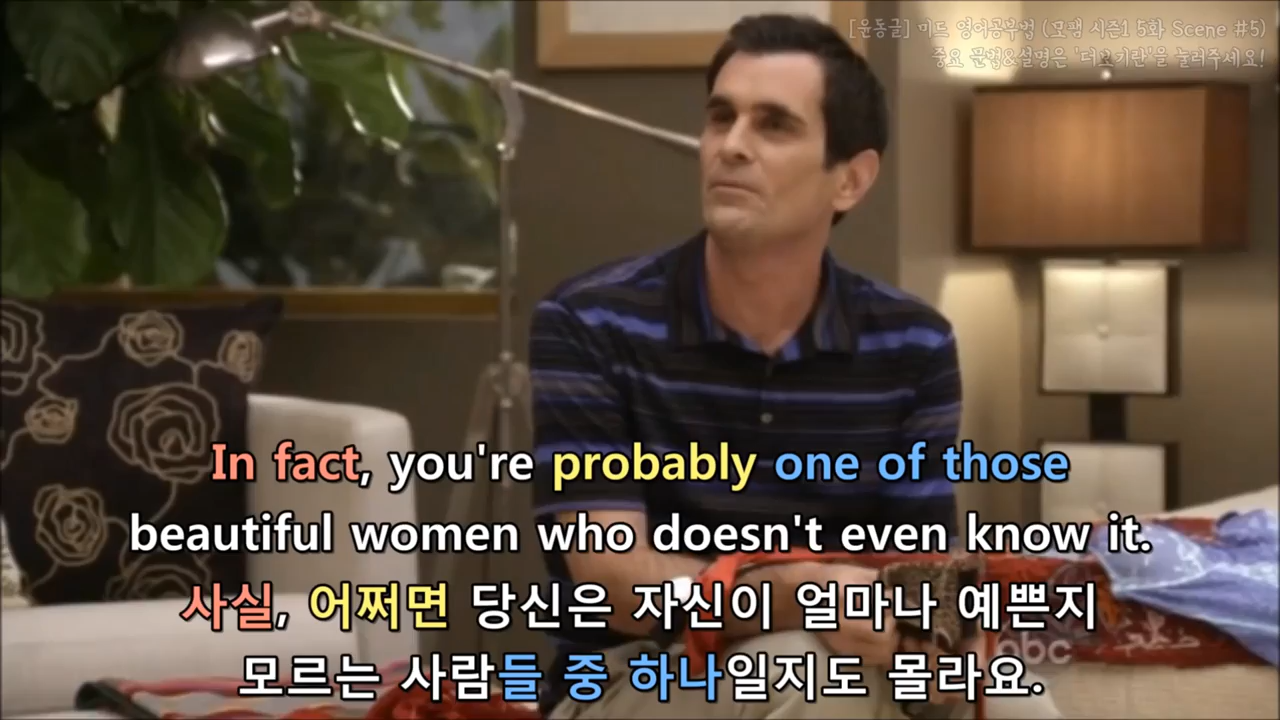 [윤동글] 미드 영어공부법 (모팸 시즌1 5화 Scene #5)
중요 문법&설명은 '더보기란'을 눌러주세요!
In fact, you're probably one of those
beautiful women who doesn't even know it.
사실, 어쩌면 당신은 자신이 얼마나 예쁜지
모르는 사람들 중 하나일지도 몰라요.
abc